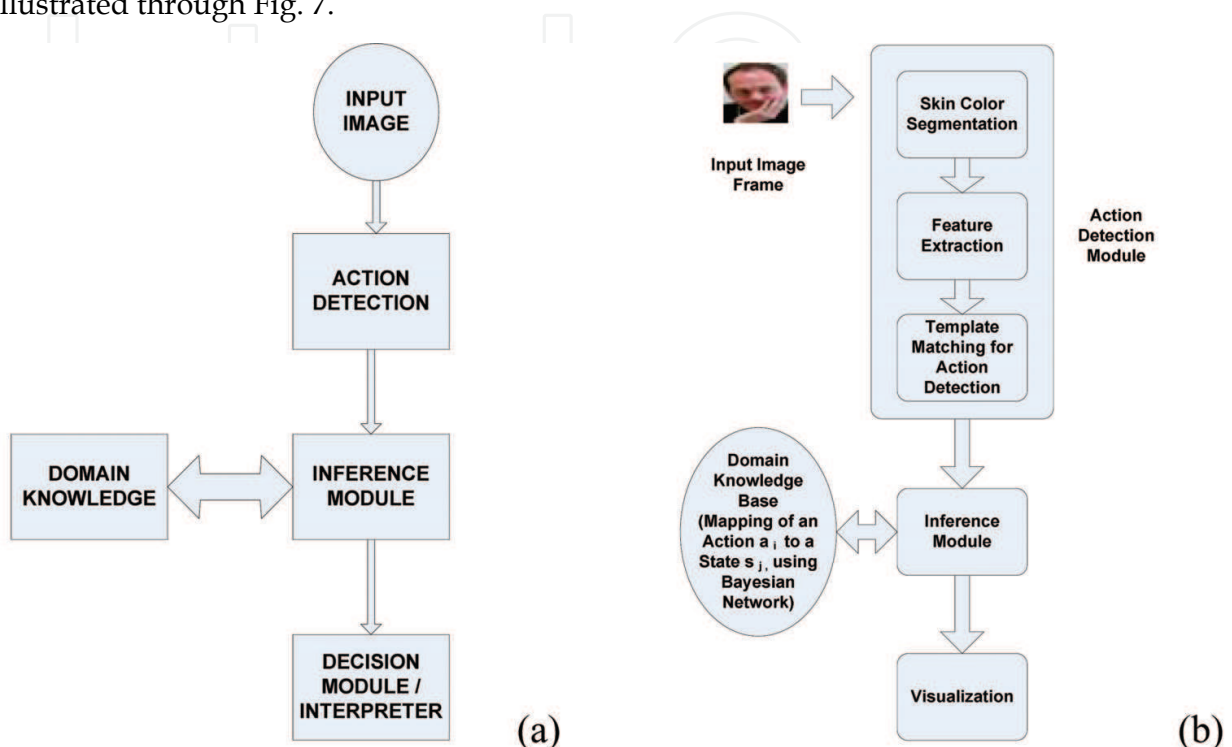 illustrated through Fig. 7.
INPUT
IMAGE
ACTION
DETECTION
DOMAIN
KNOWLEDGE
INFERENCE
MODULE
DECISION
MODULE /
INTERPRETER
(a)
Input Image
Frame
Skin Color
Segmentation
Feature
Extraction
Template
Matching for
Action
Detection
Action
Detection
Module
Domain
Knowledge
Base
(Mapping of an
Action a i to a
State s j, using
Bayesian
Network)
Inference
Module
Visualization
(b)